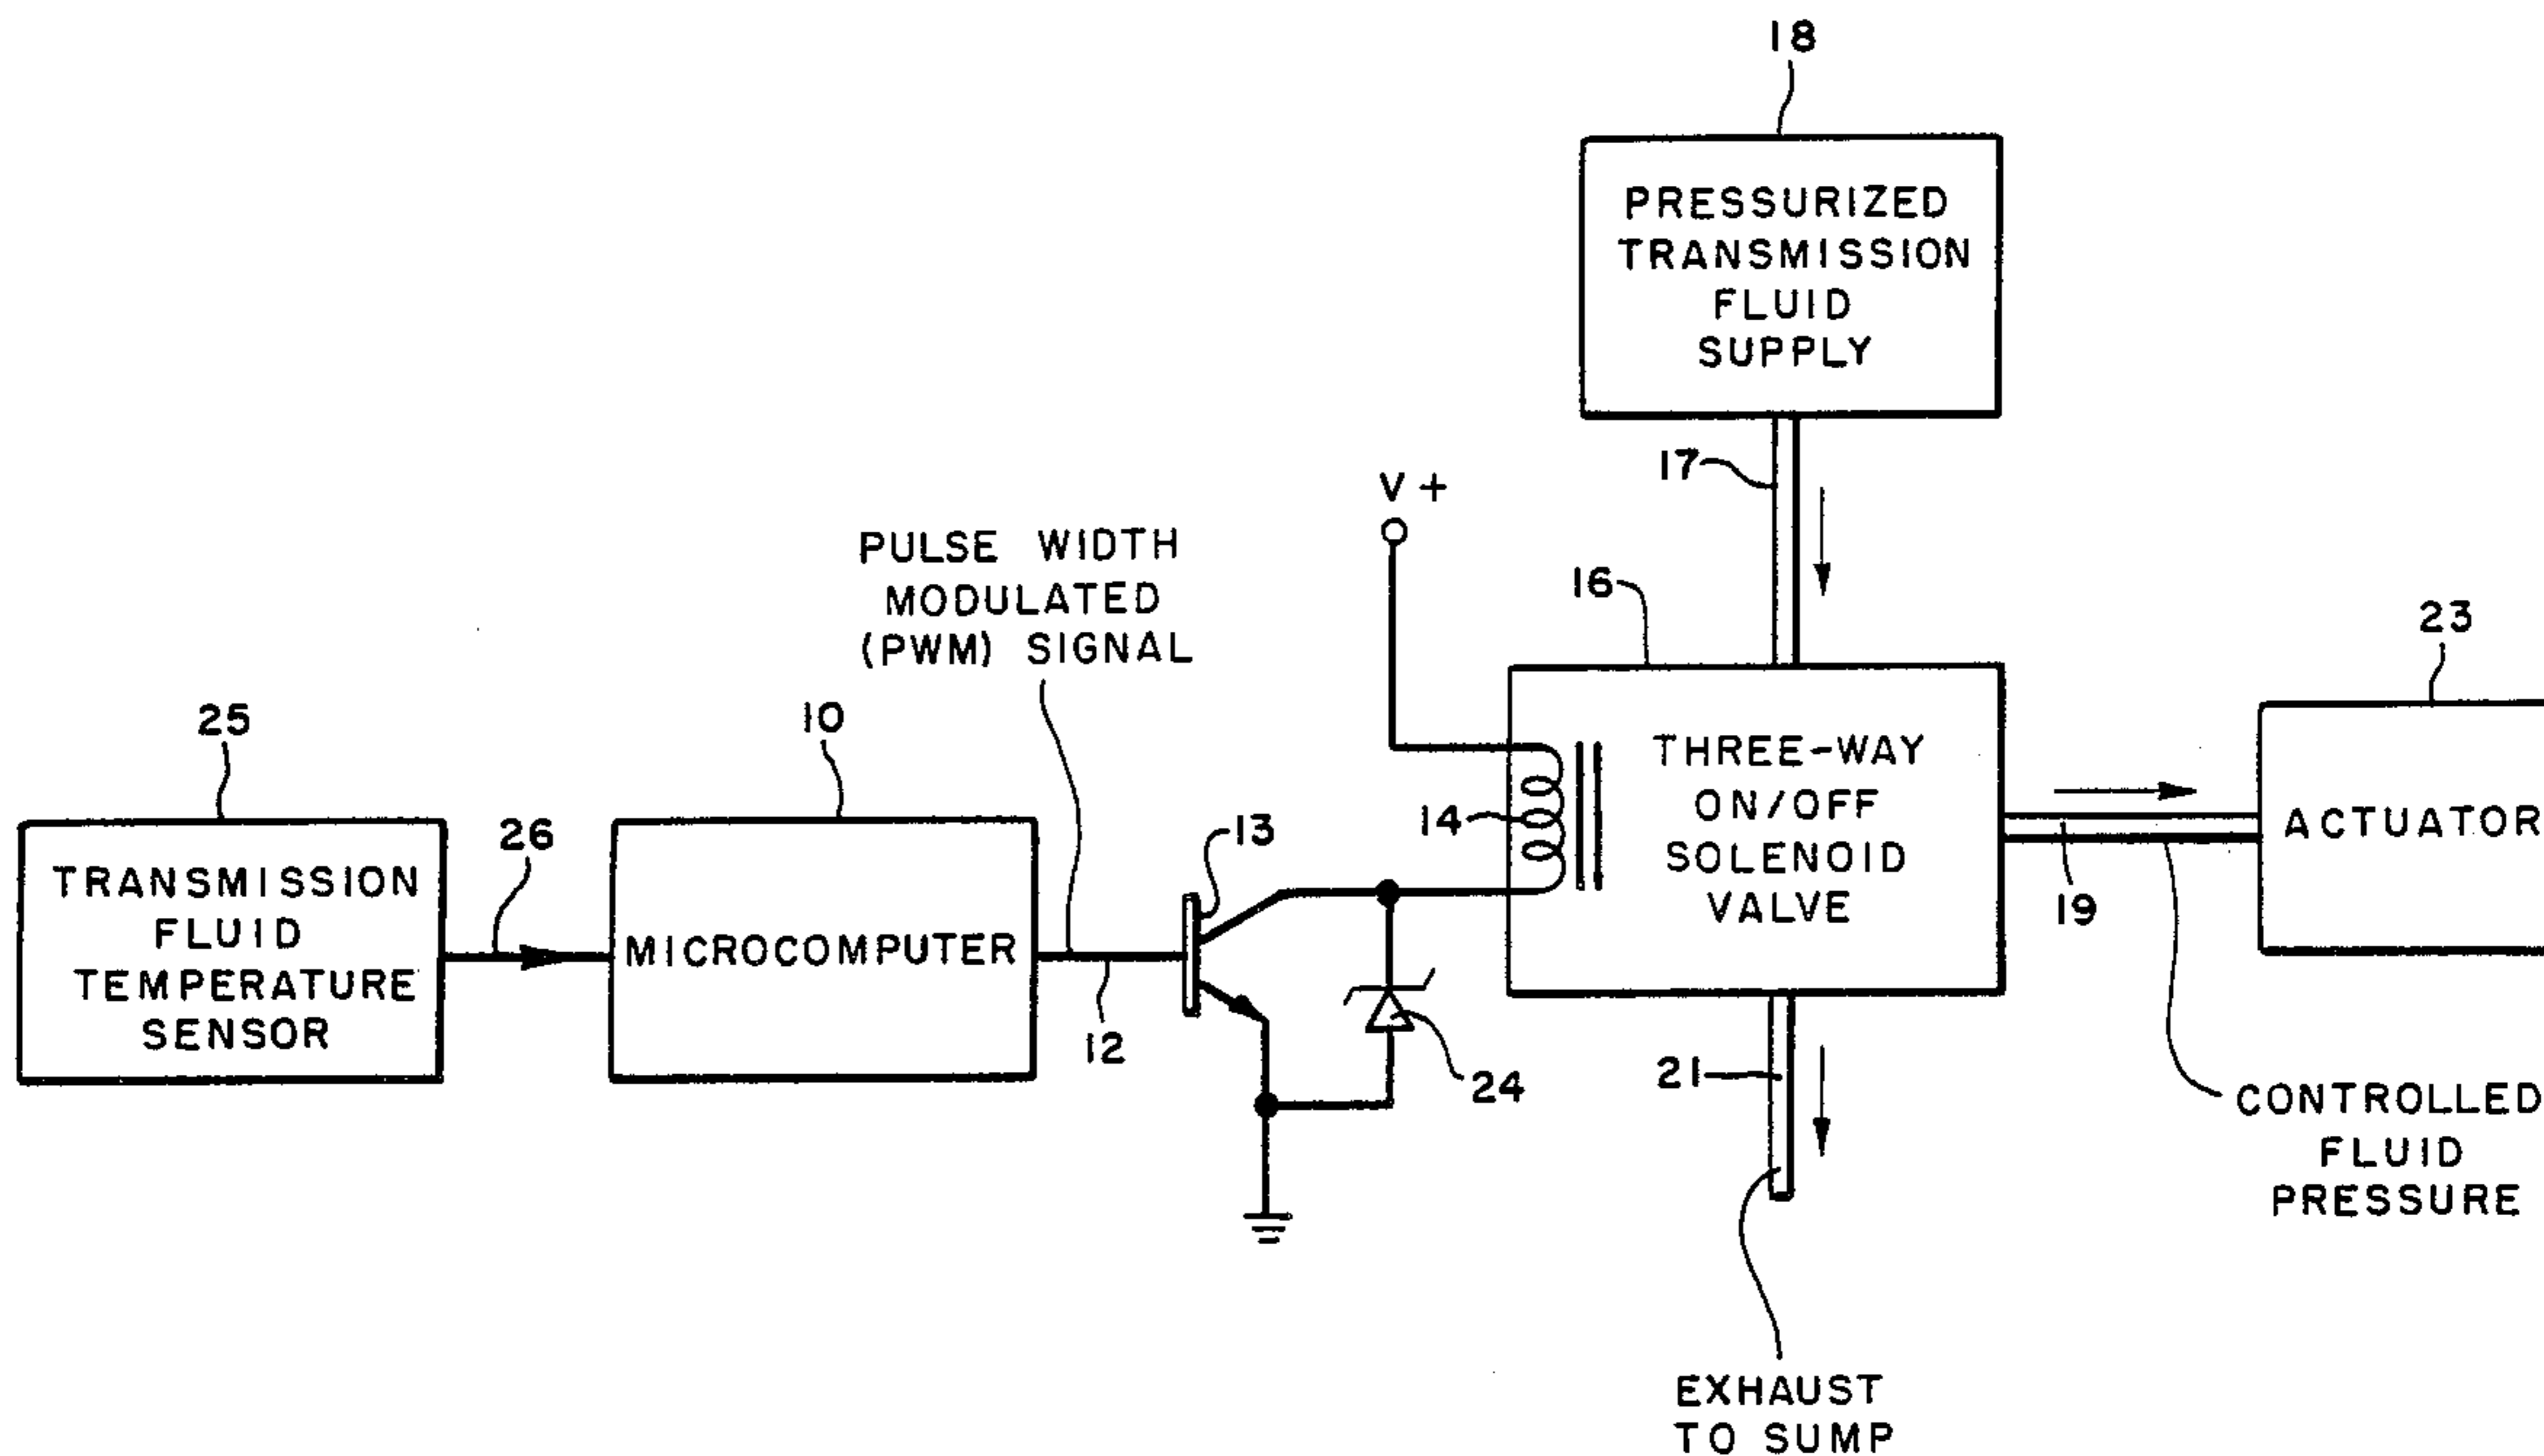 18
PRESSURIZED
TRANSMISSION
FLUID
SUPPLY
17
V +
PULSE WIDTH
MODULATED
(PWM) SIGNAL
16
23
25
10
THREE-WAY
ON/OFF
SOLENOID
VALVE
14
13
26
ACTUATOR
TRANSMISSION
FLUID
TEMPERATURE
SENSOR
MICROCOMPUTER
19
12
24
21
CONTROLLED
FLUID
PRESSURE
EXHAUST
TO SUMP